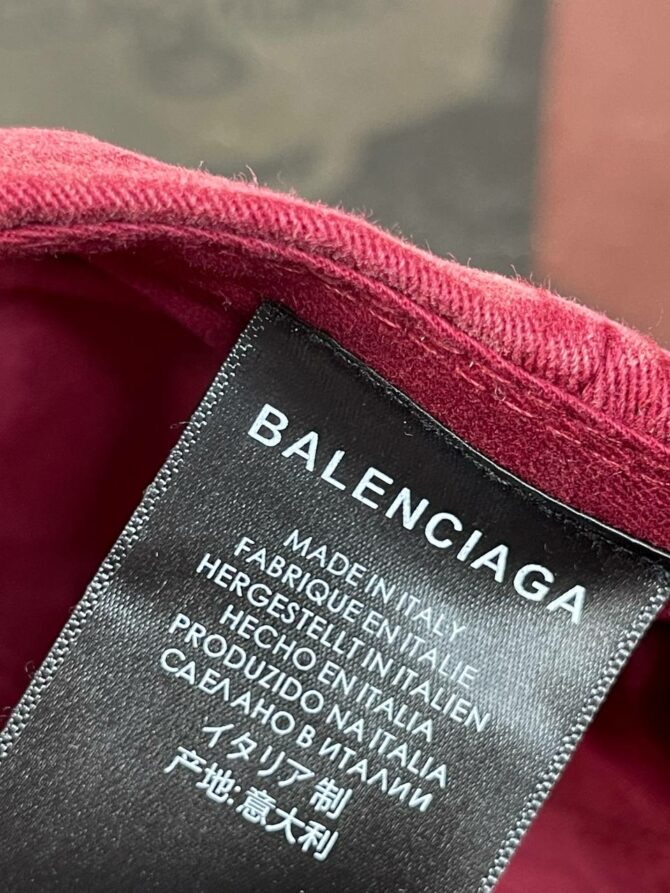 BALENCIAGA
MADE IN ITALY
FABRIQUE EN ITALIE
HERGESTELLT IN ITALIEN
HECHO EN ITALIA
PRODUZIDO NA ITALIA
СДЕЛАНО В ИТАЛИИ
イタリア 制
产地:意大利